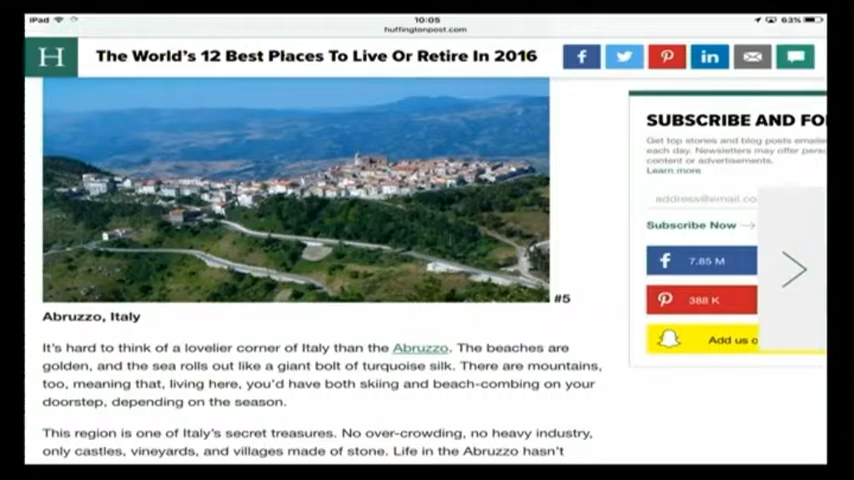 iPad
10:05
63%
huffingtonpost.com
H
The World's 12 Best Places To Live Or Retire In 2016
f
in
#5
Abruzzo, Italy
It's hard to think of a lovelier corner of Italy than the Abruzzo. The beaches are
golden, and the sea rolls out like a giant bolt of turquoise silk. There are mountains,
too, meaning that, living here, you'd have both skiing and beach-combing on your
doorstep, depending on the season.
This region is one of Italy's secret treasures. No over-crowding, no heavy industry,
only castles, vineyards, and villages made of stone. Life in the Abruzzo hasn't
SUBSCRIBE AND FO
Get top stories and blog posts emaile
each day. Newsletters may offer pers
content or advertisements.
Learn more
address@email.co
Subscribe Now
f 7.85 M
388 K
Add us o